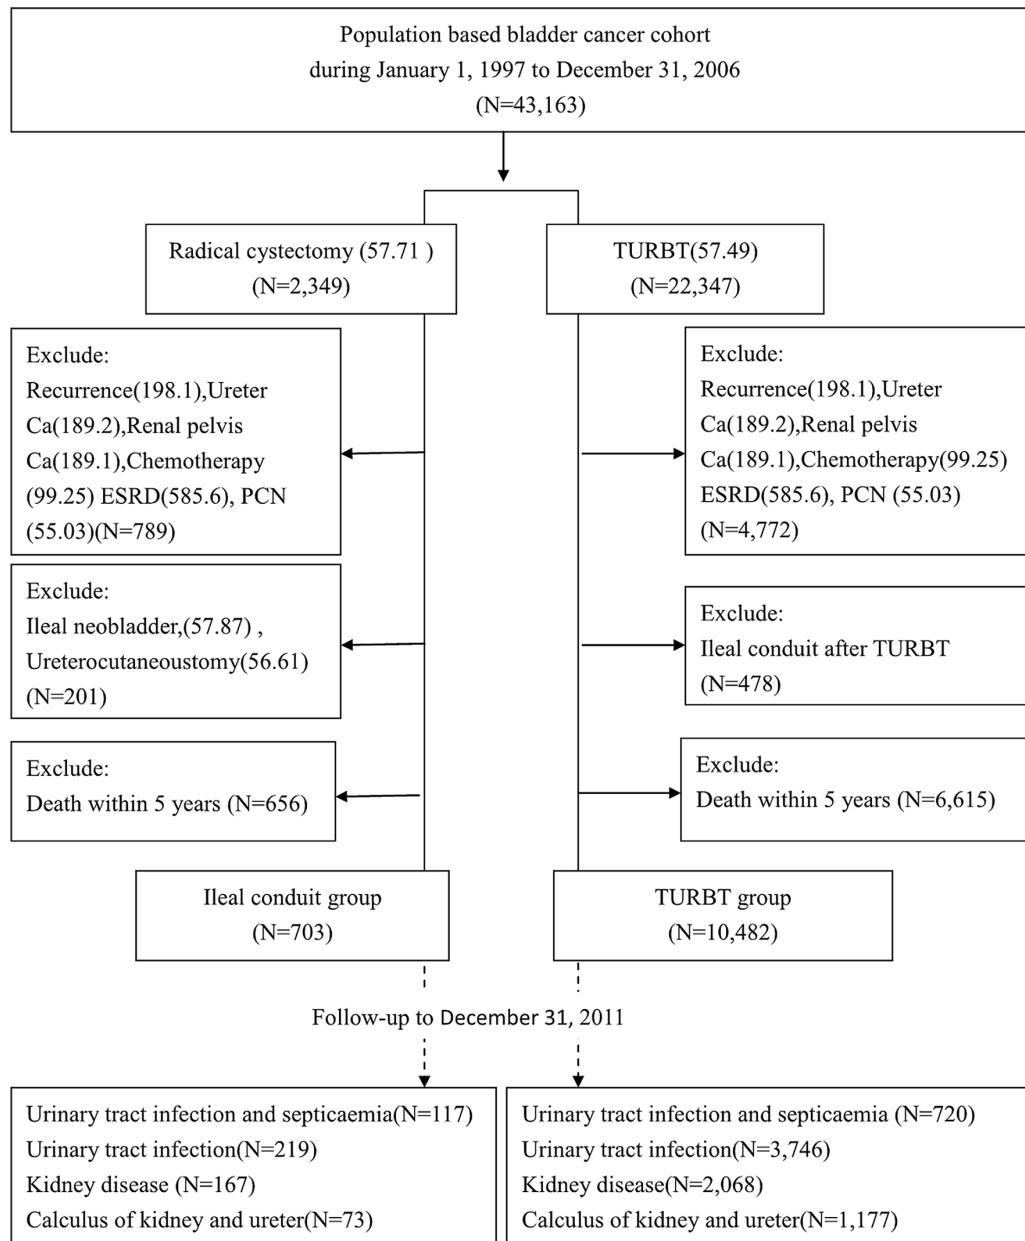 Population based bladder cancer cohort
during January 1, 1997 to December 31, 2006
(N=43,163)
Radical cystectomy (57.71 )
(N=2,349)
TURBT(57.49)
(N=22,347)
Exclude:
Recurrence(198.1),Ureter
Ca(189.2),Renal pelvis
Ca(189.1),Chemotherapy
(99.25) ESRD(585.6), PCN
(55.03)(N=789)
Exclude:
Recurrence(198.1),Ureter
Ca(189.2),Renal pelvis
Ca(189.1),Chemotherapy(99.25)
ESRD(585.6), PCN (55.03)
(N=4,772)
Exclude:
Ileal neobladder,(57.87) ,
Ureterocutaneoustomy(56.61)
(N=201)
Exclude:
Ileal conduit after TURBT
(N=478)
Exclude:
Death within 5 years (N=656)
Exclude:
Death within 5 years (N=6,615)
Ileal conduit group
(N=703)
TURBT group
(N=10,482)
Follow-up to December 31, 2011
Urinary tract infection and septicaemia(N=117)
Urinary tract infection(N=219)
Kidney disease (N=167)
Calculus of kidney and ureter(N=73)
Urinary tract infection and septicaemia (N=720)
Urinary tract infection(N=3,746)
Kidney disease(N=2,068)
Calculus of kidney and ureter(N=1,177)